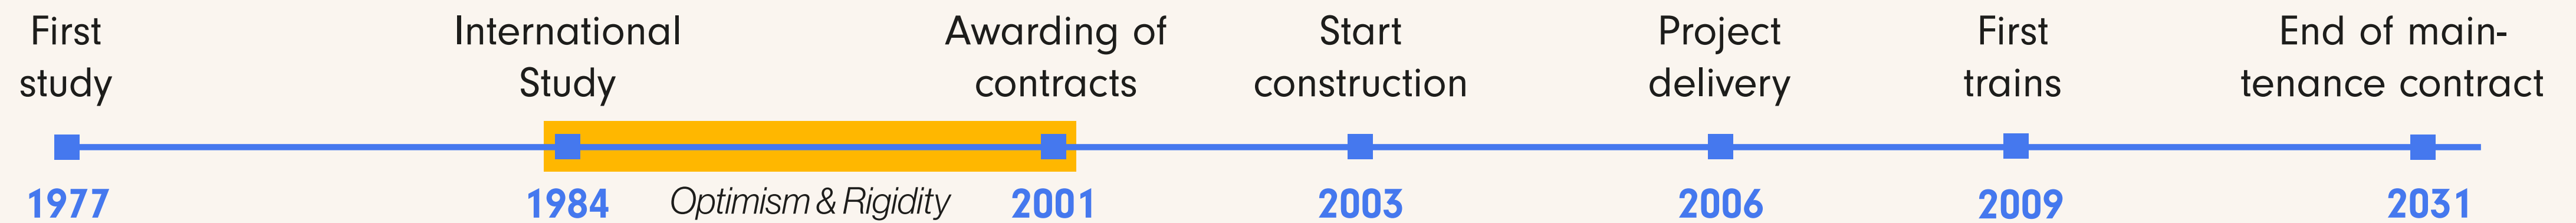 First
study
International
Study
Awarding of
contracts
Start
construction
Project
delivery
First
trains
End of main-
tenance contract
1977
1984
Optimism & Rigidity
2001
2003
2006
2009
2031